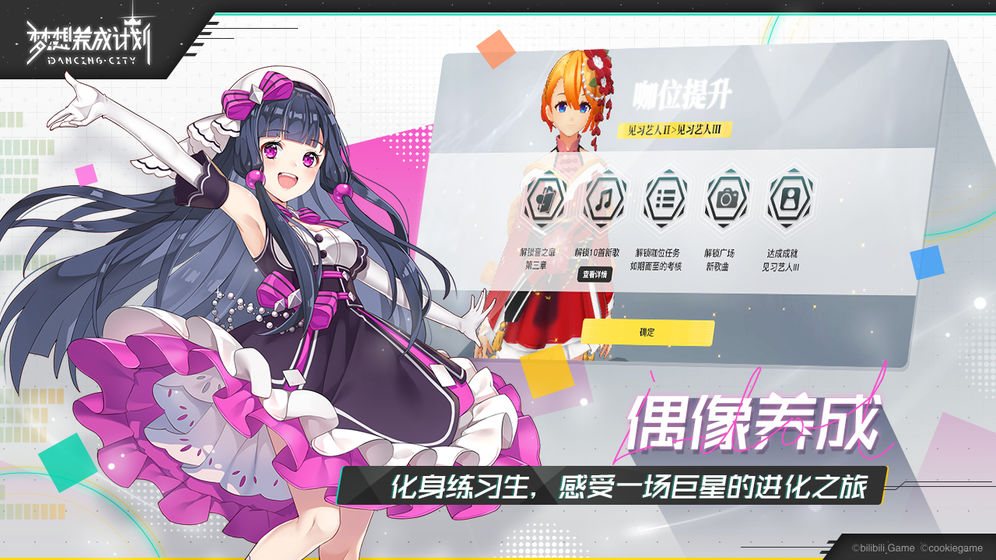 梦想养成计划
DANCING·CITY
咖位提升
见习艺人II>见习艺人III
解锁音之扉
第三章
解锁10首新歌
查看详情
解锁咖位任务
如期而至的考核
解锁广场
新歌曲
达成成就
见习艺人III
确定
偶像养成
idol
化身练习生，感受一场巨星的进化之旅
©bilibili Game ©cookiegame